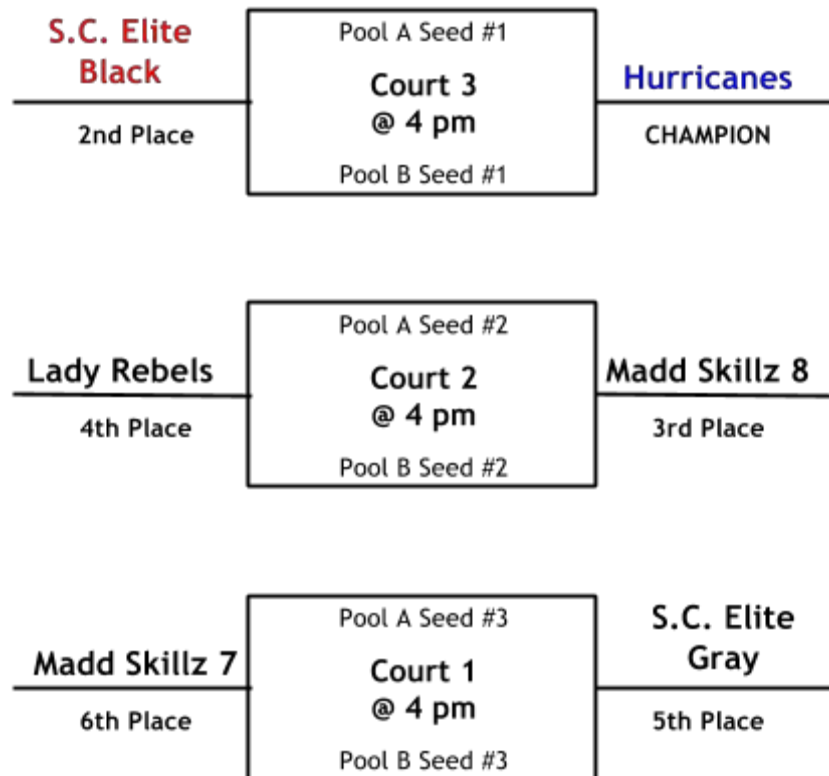 S.C. Elite
Black
2nd Place
Pool A Seed #1
Court 3
@ 4 pm
Pool B Seed #1
Hurricanes
CHAMPION
Lady Rebels
4th Place
Pool A Seed #2
Court 2
@ 4 pm
Pool B Seed #2
Madd Skillz 8
3rd Place
Madd Skillz 7
6th Place
Pool A Seed #3
Court 1
@ 4 pm
Pool B Seed #3
S.C. Elite
Gray
5th Place